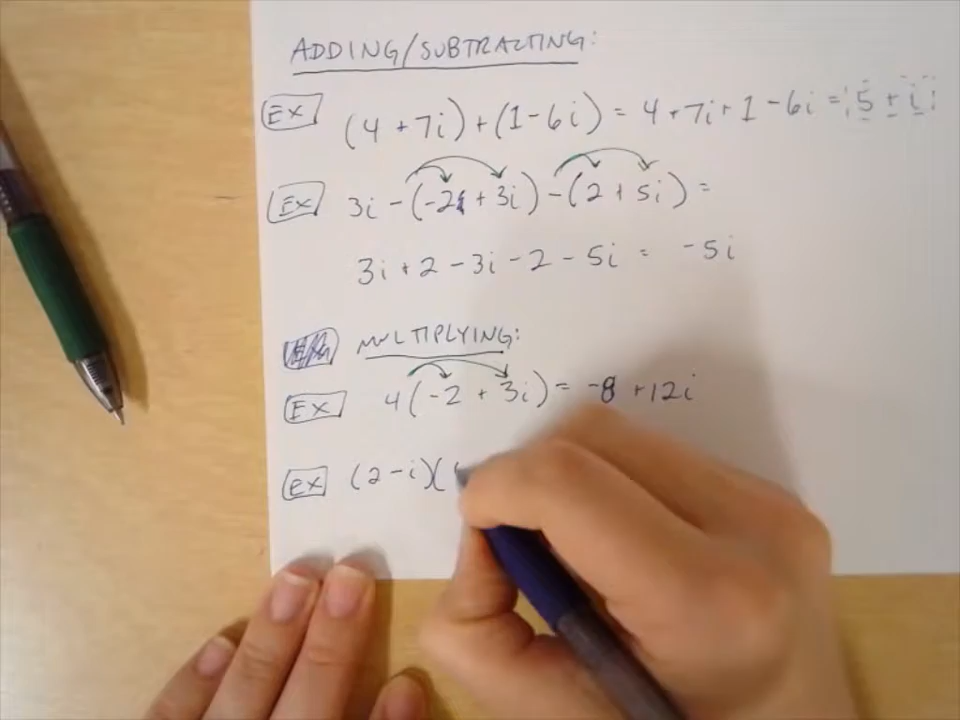 ADDING/SUBTRACTING:
EX (4 + 7i) + (1 - 6i) = 4 + 7i + 1 - 6i = 5 + i
EX 3i - (-2 + 3i) - (2 + 5i) =
3i + 2 - 3i - 2 - 5i = -5i
MULTIPLYING:
EX 4(-2 + 3i) = -8 + 12i
EX (2 - i)(